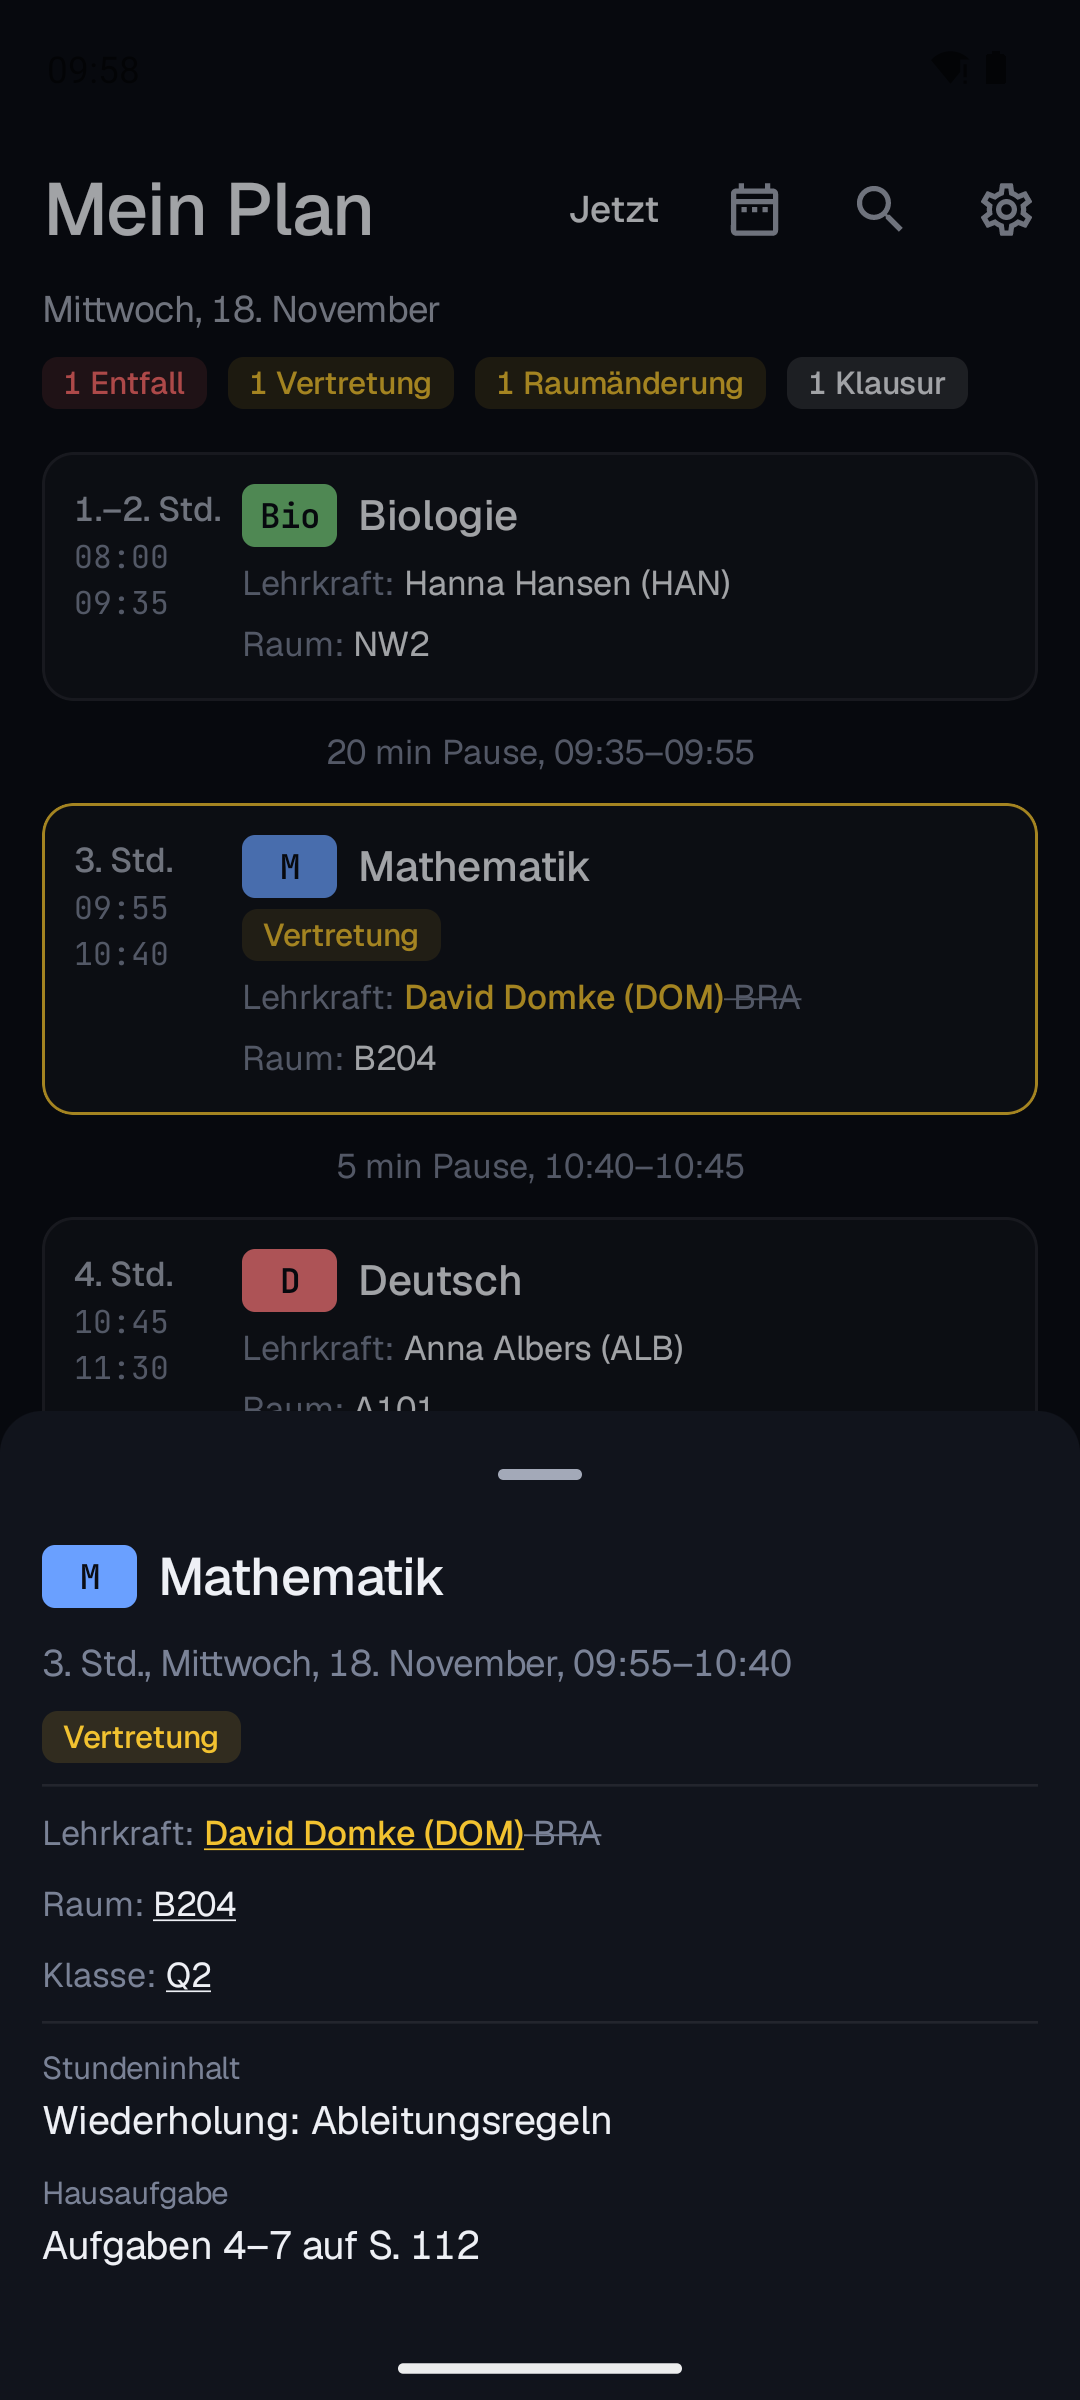 09:58
Mein Plan
Jetzt
Mittwoch, 18. November
1 Entfall
1 Vertretung
1 Raumänderung
1 Klausur
1.–2. Std.
08:00
09:35
Bio
Biologie
Lehrkraft: Hanna Hansen (HAN)
Raum: NW2
20 min Pause, 09:35–09:55
3. Std.
09:55
10:40
M
Mathematik
Vertretung
Lehrkraft: David Domke (DOM) BRA
Raum: B204
5 min Pause, 10:40–10:45
4. Std.
10:45
11:30
D
Deutsch
Lehrkraft: Anna Albers (ALB)
Raum: A101
M
Mathematik
3. Std., Mittwoch, 18. November, 09:55–10:40
Vertretung
Lehrkraft: David Domke (DOM) BRA
Raum: B204
Klasse: Q2
Stundeninhalt
Wiederholung: Ableitungsregeln
Hausaufgabe
Aufgaben 4–7 auf S. 112